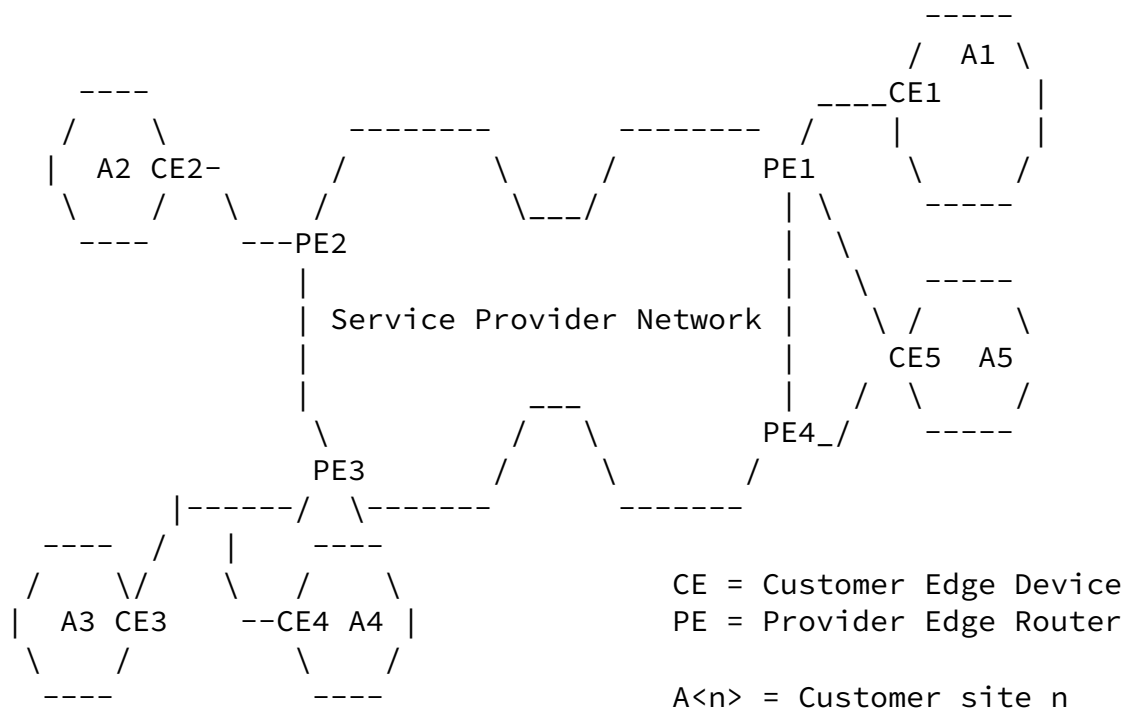 A1
CE1
A2 CE2
PE1
PE2
Service Provider Network
CE5 A5
PE4
PE3
CE = Customer Edge Device
A3 CE3 CE4 A4 PE = Provider Edge Router
A<n> = Customer site n